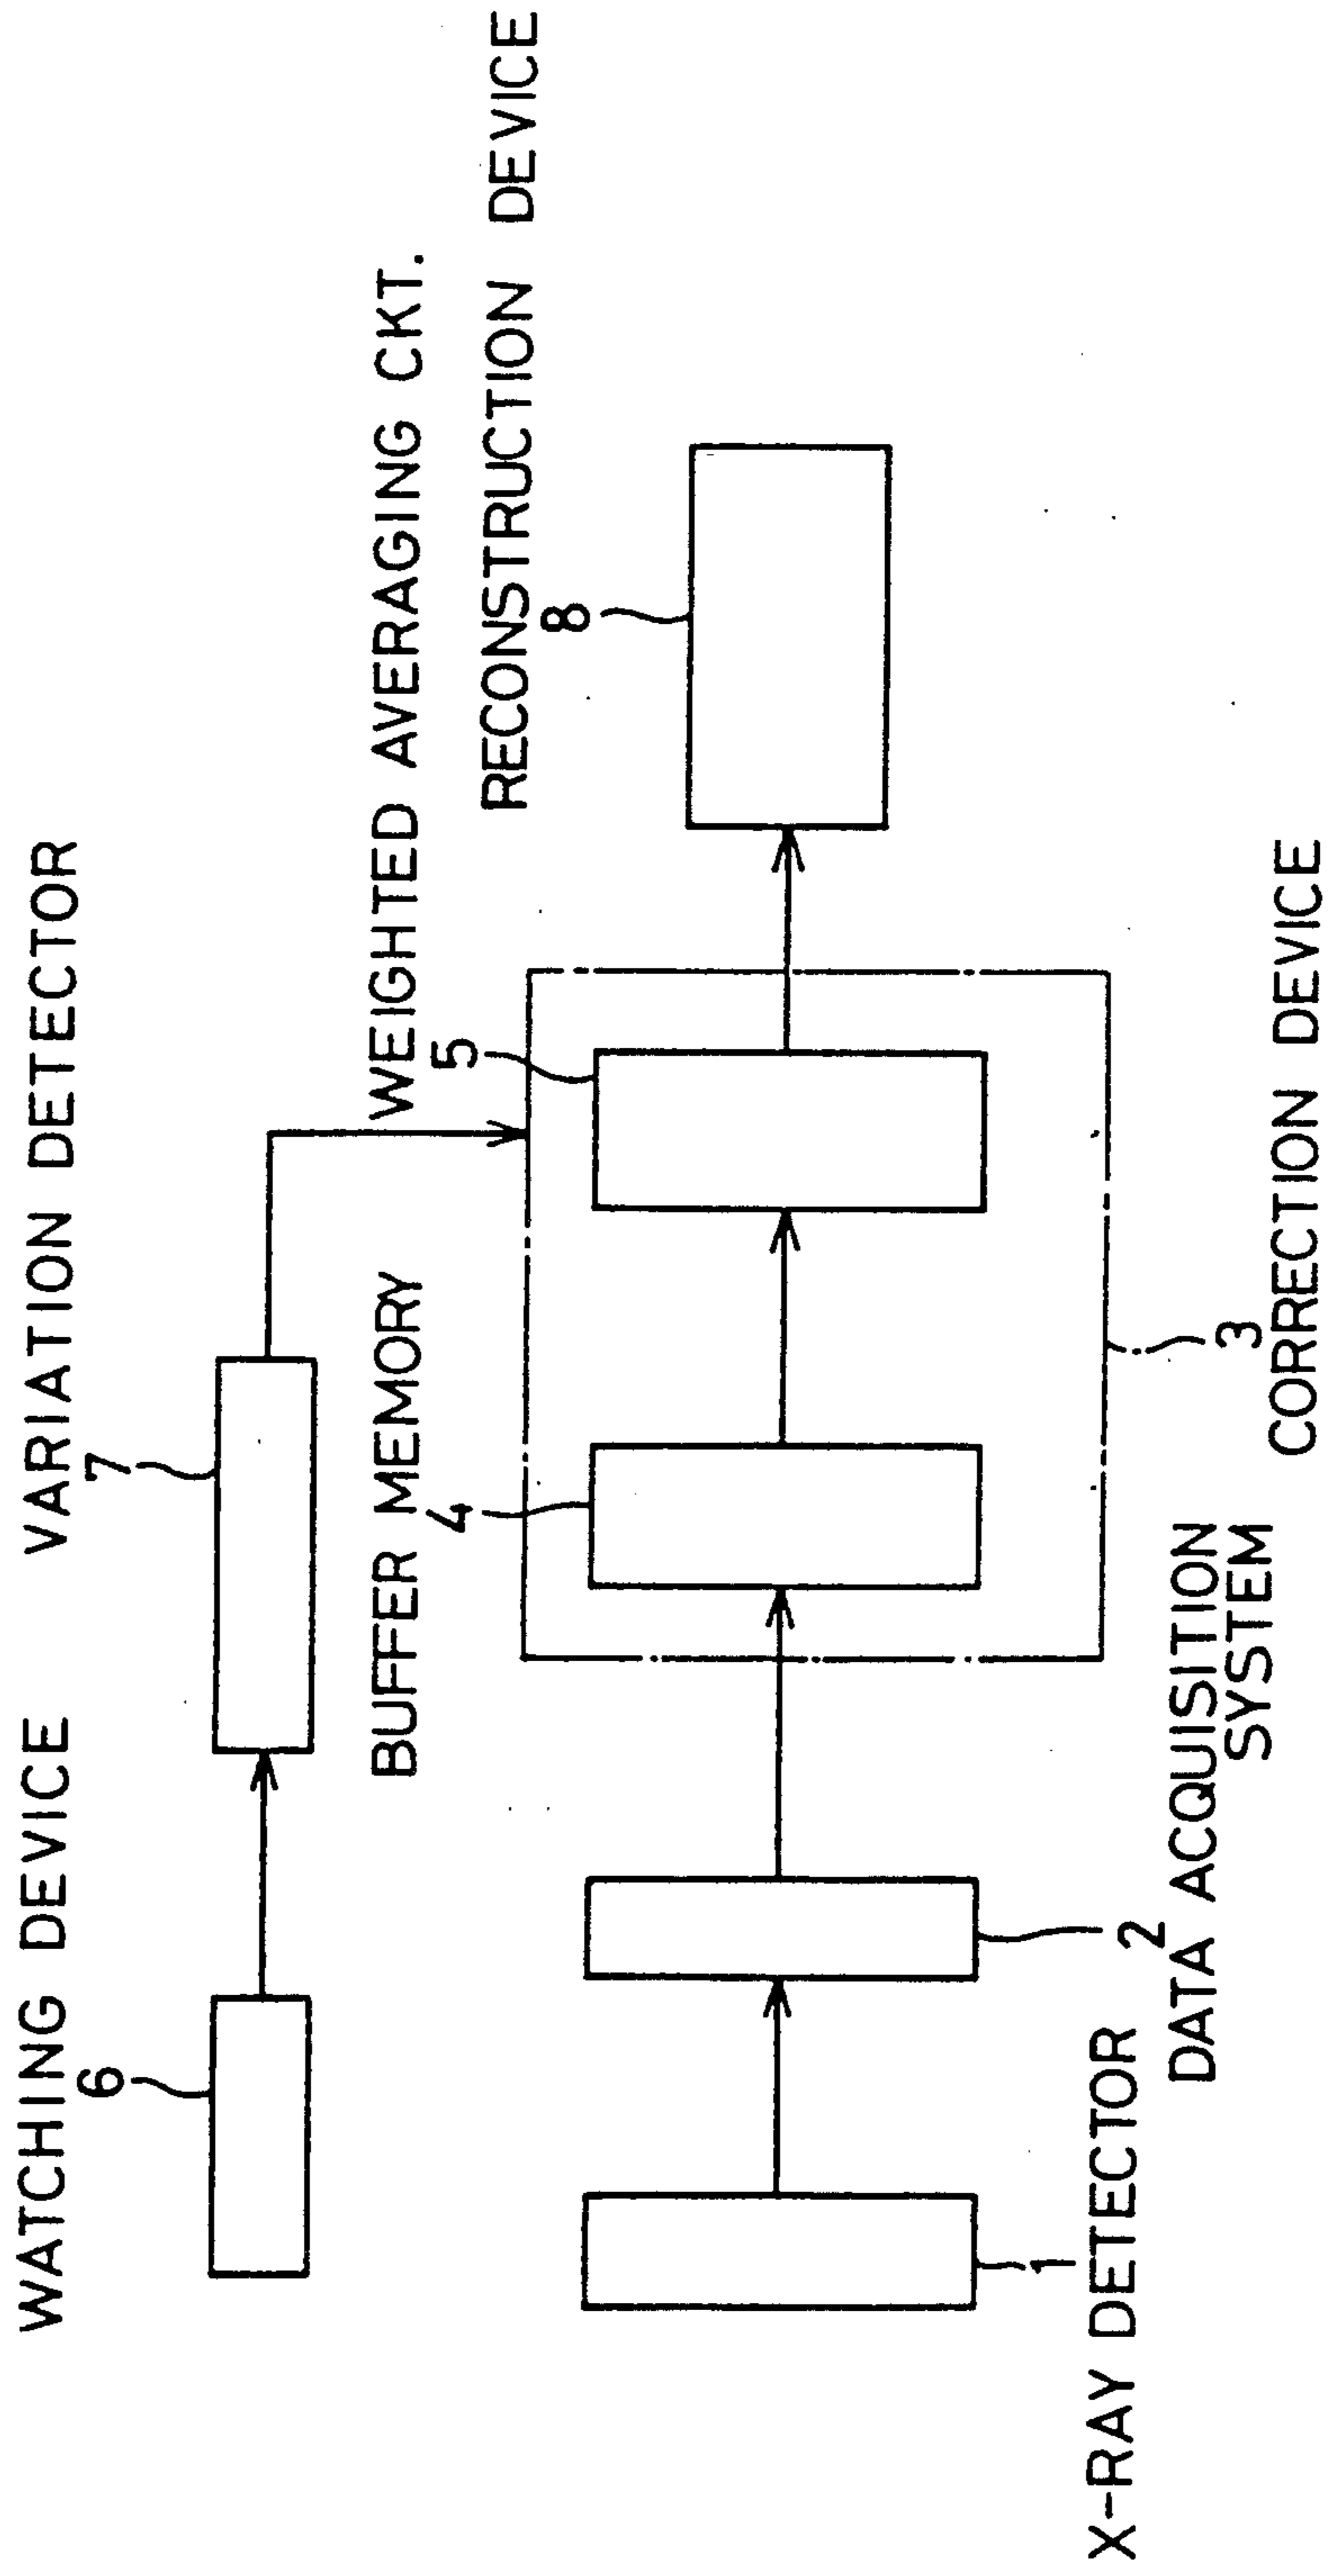 WATCHING DEVICE
6
VARIATION DETECTOR
7
BUFFER MEMORY
4
WEIGHTED AVERAGING CKT.
5
RECONSTRUCTION DEVICE
8
1
X-RAY DETECTOR
2
DATA ACQUISITION
SYSTEM
3
CORRECTION DEVICE